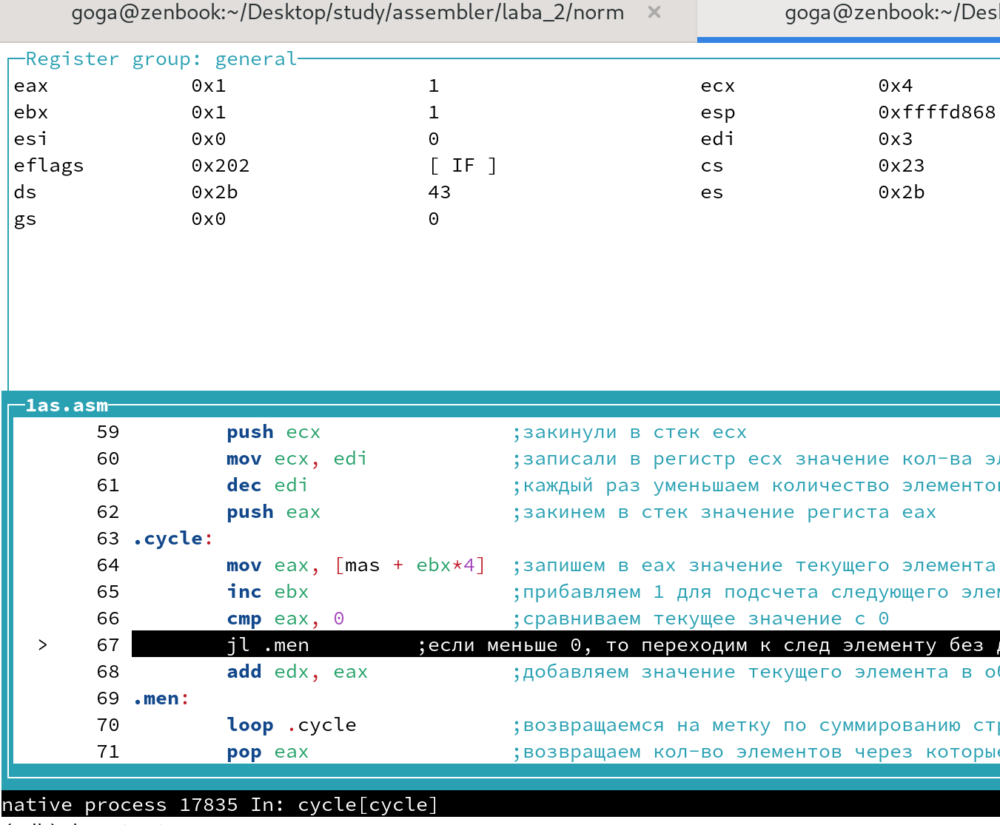 goga@zenbook:~/Desktop/study/assembler/laba_2/norm × goga@zenbook:~/Des
Register group: general
eax 0x1 1 ecx 0x4
ebx 0x1 1 esp 0xffffd868
esi 0x0 0 edi 0x3
eflags 0x202 [ IF ] cs 0x23
ds 0x2b 43 es 0x2b
gs 0x0 0
1as.asm
59 push ecx ;закинули в стек ecx
60 mov ecx, edi ;записали в регистр ecx значение кол-ва
61 dec edi ;каждый раз уменьшаем количество элементов
62 push eax ;закинем в стек значение региста eax
63 .cycle:
64 mov eax, [mas + ebx*4] ;запишем в eax значение текущего элемента
65 inc ebx ;прибавляем 1 для подсчета следующего
66 cmp eax, 0 ;сравниваем текущее значение с 0
> 67 jl .men ;если меньше 0, то переходим к след элементу без
68 add edx, eax ;добавляем значение текущего элемента в
69 .men:
70 loop .cycle ;возвращаемся на метку по суммированию
71 pop eax ;возвращаем кол-во элементов через которые
native process 17835 In: cycle[cycle]